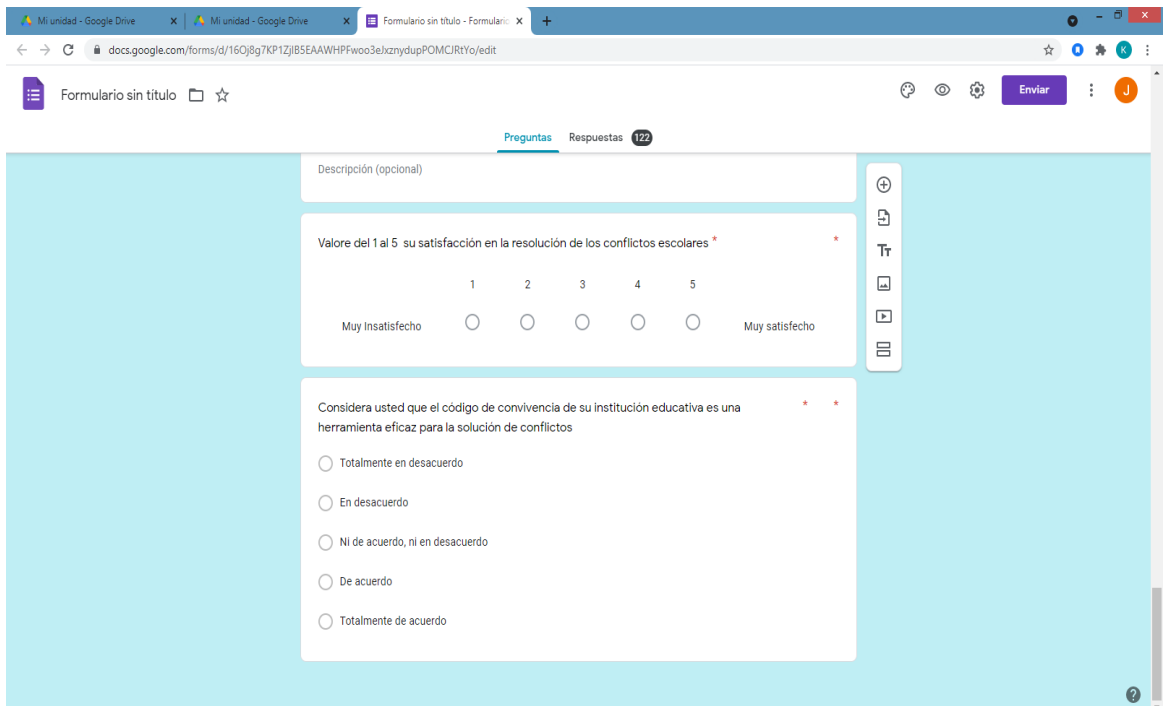 Mi unidad - Google Drive
Mi unidad - Google Drive
Formulario sin título - Formulario
docs.google.com/forms/d/16Oj8g7KP1ZjlB5EAAWHPFwoo3eJxznydupPOMCJRtYo/edit
K
Formulario sin título
Enviar
J
Preguntas Respuestas 122
Descripción (opcional)
Valore del 1 al 5 su satisfacción en la resolución de los conflictos escolares * *
Tт
1 2 3 4 5
Muy Insatisfecho Muy satisfecho
Considera usted que el código de convivencia de su institución educativa es una * *
herramienta eficaz para la solución de conflictos
Totalmente en desacuerdo
En desacuerdo
Ni de acuerdo, ni en desacuerdo
De acuerdo
Totalmente de acuerdo